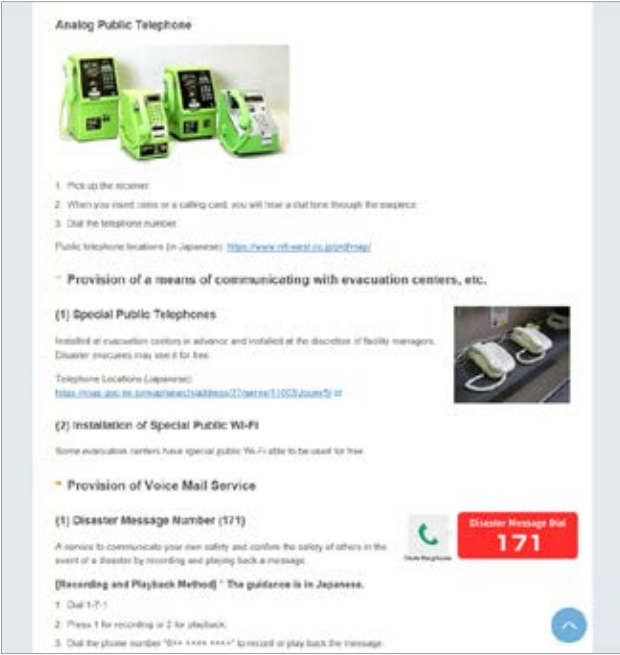 Analog Public Telephone
1. Pick up the receiver.
2. When you insert coins or a calling card, you will hear a dial tone through the earpiece.
3. Dial the telephone number.
Public telephone locations (in Japanese): https://www.ntt-west.co.jp/ptd/map/
Provision of a means of communicating with evacuation centers, etc.
(1) Special Public Telephones
Installed at evacuation centers in advance and installed at the discretion of facility managers.
Disaster evacuees may use it for free.
Telephone Locations (Japanese):
(2) Installation of Special Public Wi-Fi
Some evacuation centers have special public Wi-Fi able to be used for free.
Provision of Voice Mail Service
(1) Disaster Message Number (171)
Disaster Message Dial
171
A service to communicate your own safety and confirm the safety of others in the
event of a disaster by recording and playing back a message.
[Recording and Playback Method] * The guidance is in Japanese.
1. Dial 1-7-1
2. Press 1 for recording or 2 for playback.
3. Dial the phone number to record or play back the message